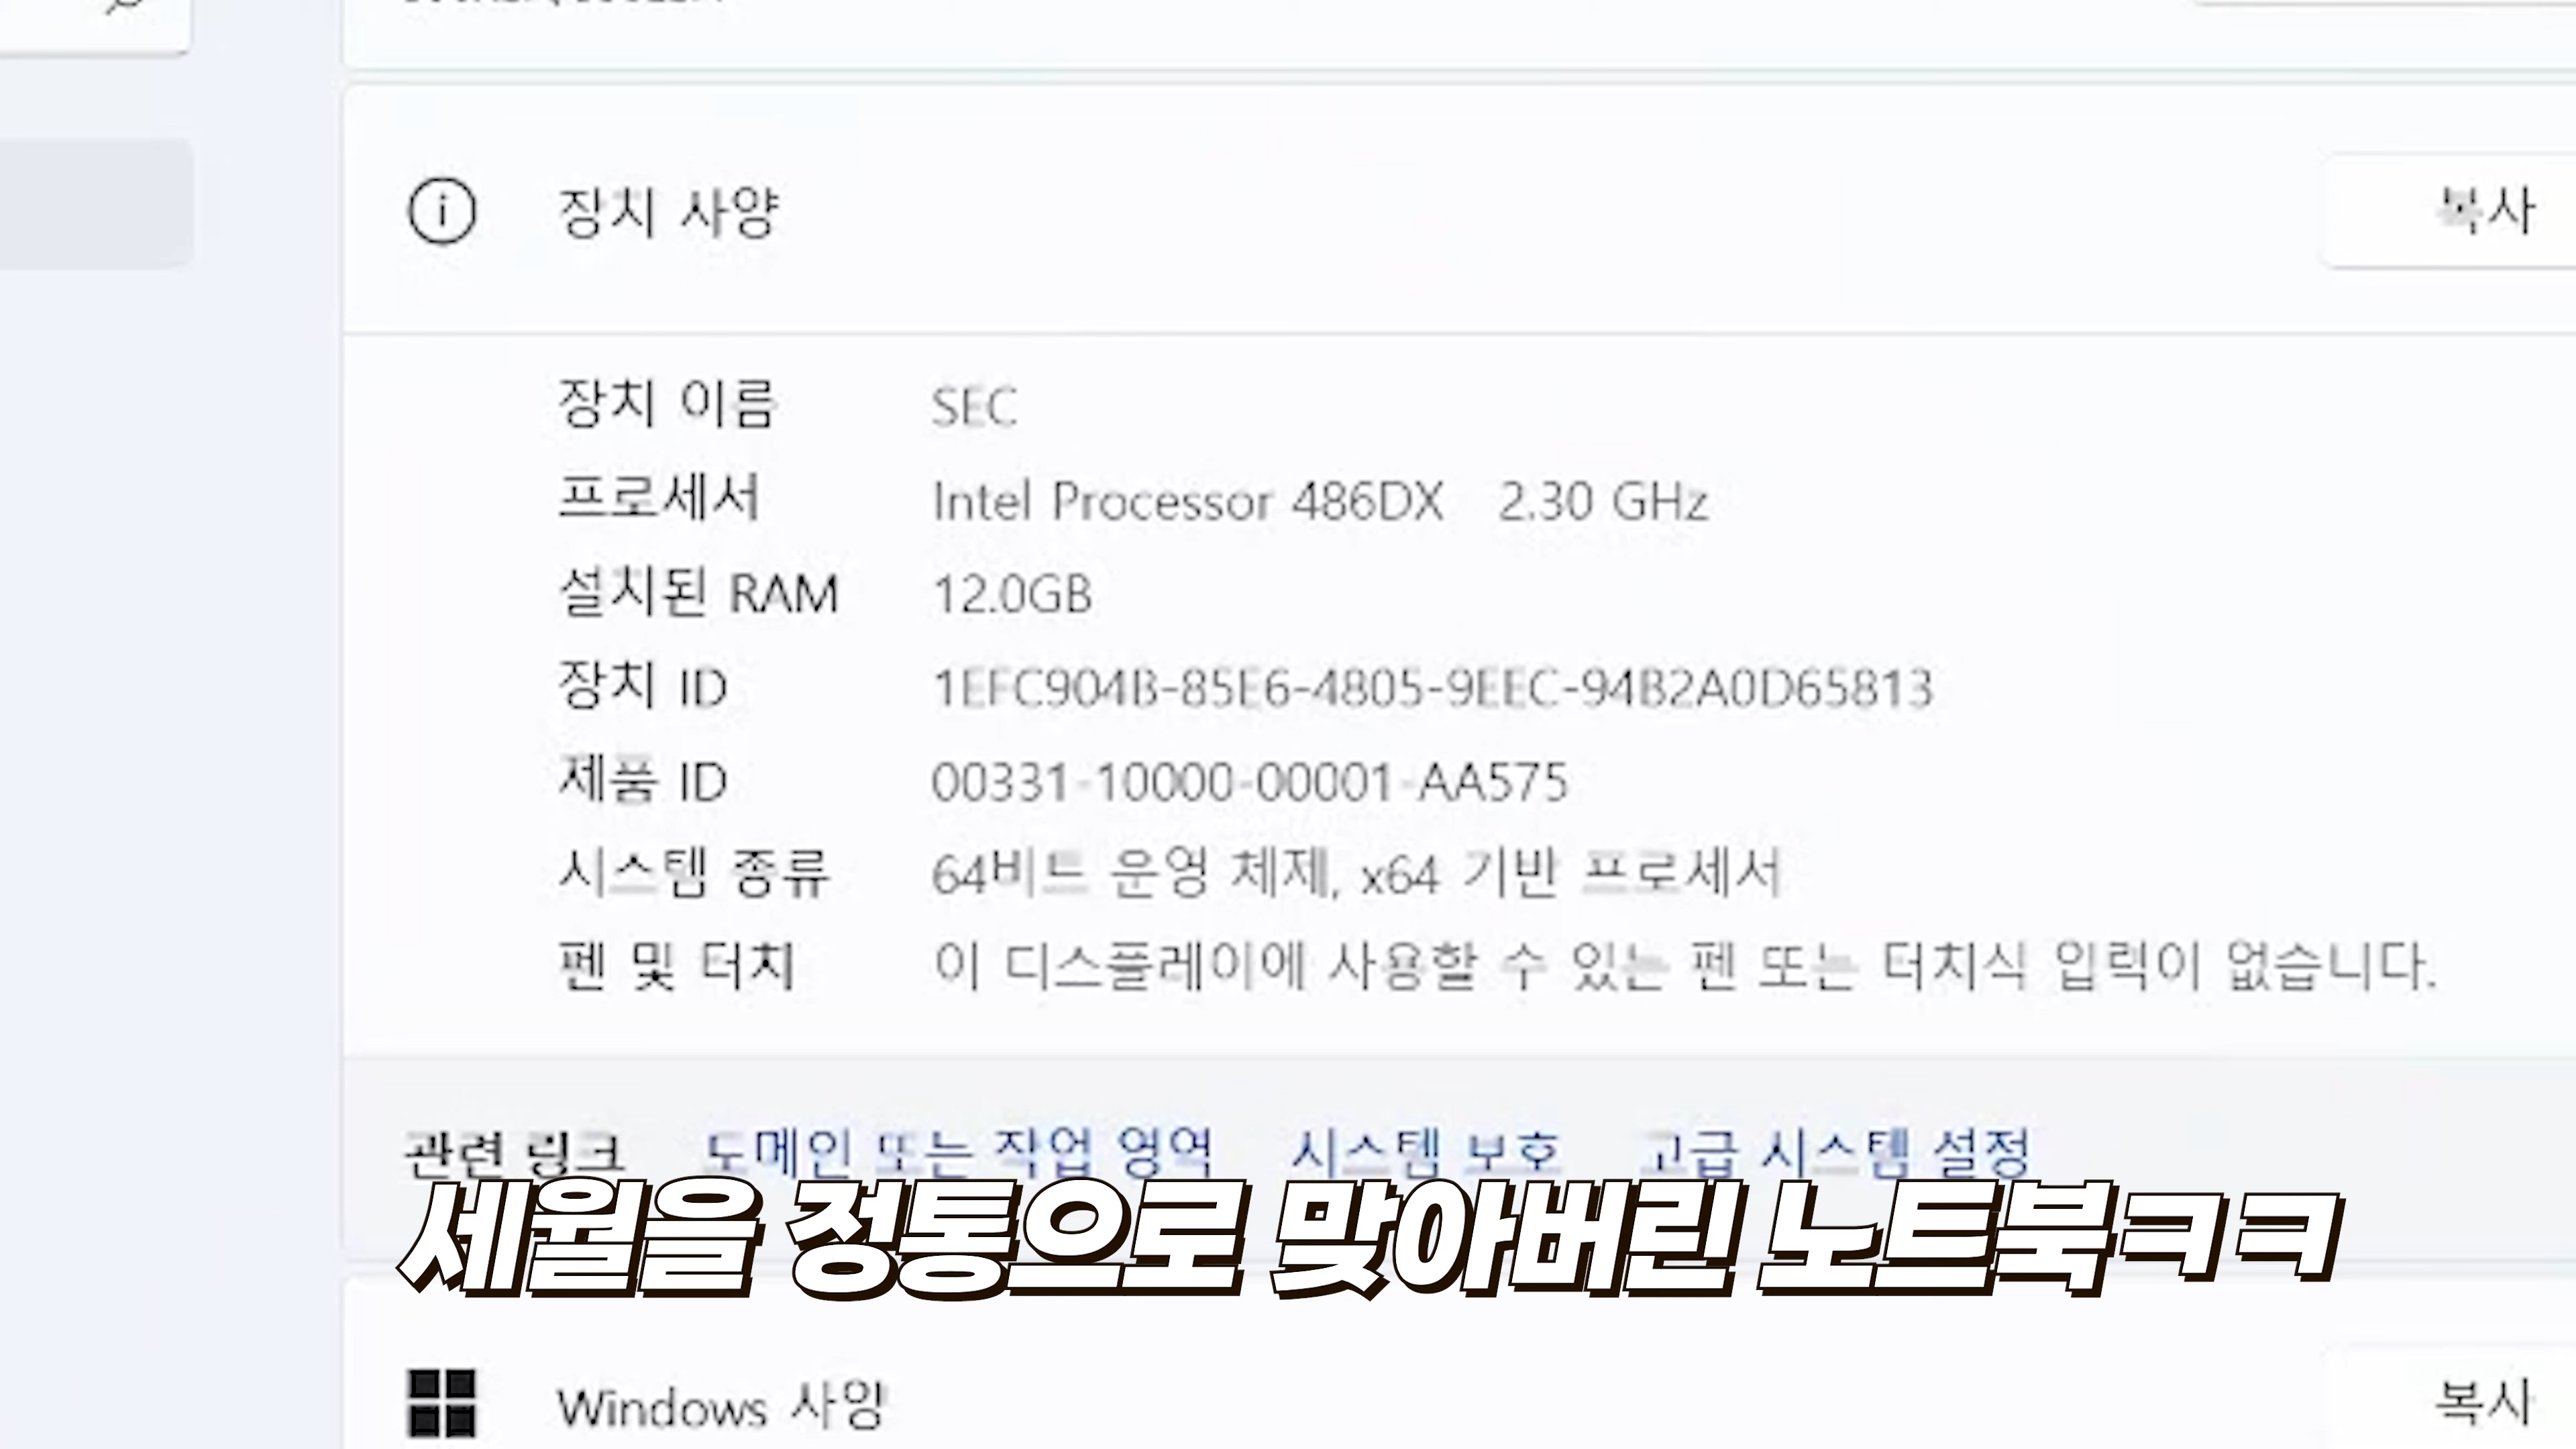 장치 사양
복사
장치 이름 SEC
프로세서 Intel Processor 486DX 2.30 GHz
설치된 RAM 12.0GB
장치 ID 1EFC904B-85E6-4805-9EEC-94B2A0D65813
제품 ID 00331-10000-00001-AA575
시스템 종류 64비트 운영 체제, x64 기반 프로세서
펜 및 터치 이 디스플레이에 사용할 수 있는 펜 또는 터치식 입력이 없습니다.
관련 링크 도메인 또는 작업 영역 시스템 보호 고급 시스템 설정
세월을 정통으로 맞아버린 노트북ㅋㅋ
Windows 사양
복사